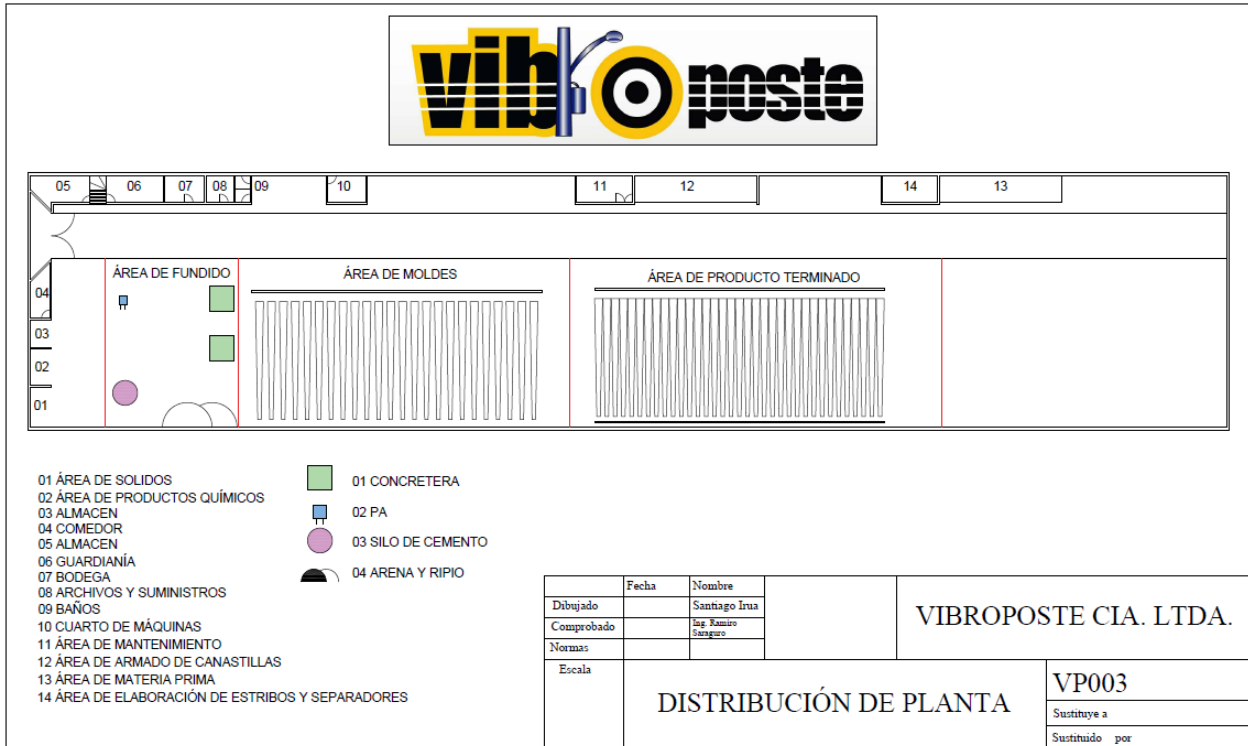 vibroposte
05 06 07 08 09 10 11 12 14 13
ÁREA DE FUNDIDO
ÁREA DE MOLDES
ÁREA DE PRODUCTO TERMINADO
04
03
02
01
01 ÁREA DE SOLIDOS
02 ÁREA DE PRODUCTOS QUÍMICOS
03 ALMACEN
04 COMEDOR
05 ALMACEN
06 GUARDIANÍA
07 BODEGA
08 ARCHIVOS Y SUMINISTROS
09 BAÑOS
10 CUARTO DE MÁQUINAS
11 ÁREA DE MANTENIMIENTO
12 ÁREA DE ARMADO DE CANASTILLAS
13 ÁREA DE MATERIA PRIMA
14 ÁREA DE ELABORACIÓN DE ESTRIBOS Y SEPARADORES
01 CONCRETERA
02 PA
03 SILO DE CEMENTO
04 ARENA Y RIPIO
Fecha Nombre
Dibujado Santiago Irua
Comprobado Ing. Ramiro Saraguro
Normas
Escala
VIBROPOSTE CIA. LTDA.
DISTRIBUCIÓN DE PLANTA
VP003
Sustituye a
Sustituido por